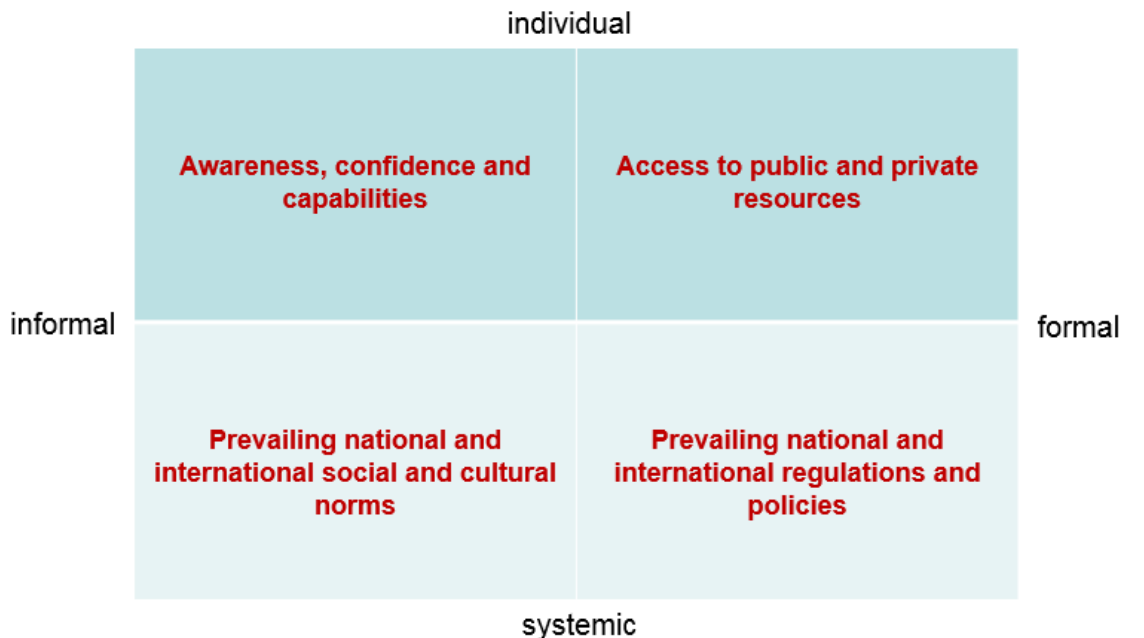 individual
Awareness, confidence and
capabilities
Access to public and private
resources
informal
formal
Prevailing national and
international social and cultural
norms
Prevailing national and
international regulations and
policies
systemic